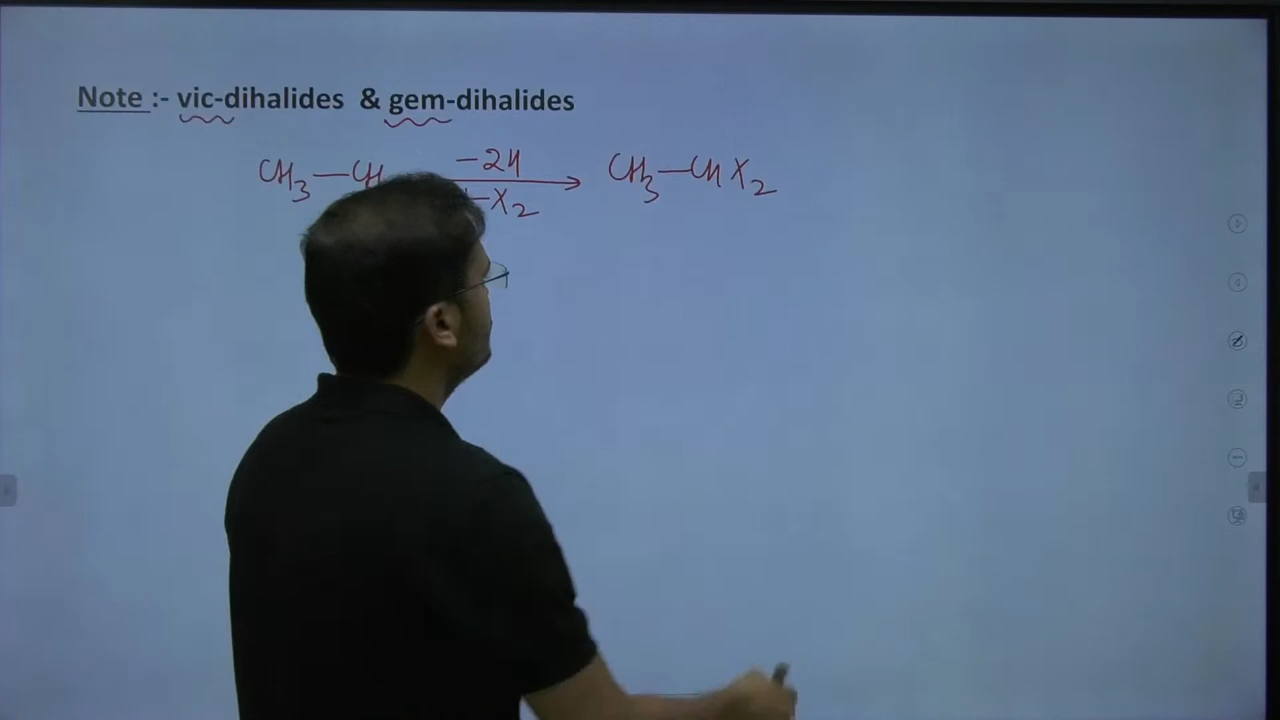 Note :- vic-dihalides & gem-dihalides
CH₃—CH —2H → CH₃—CHX₂
—X₂